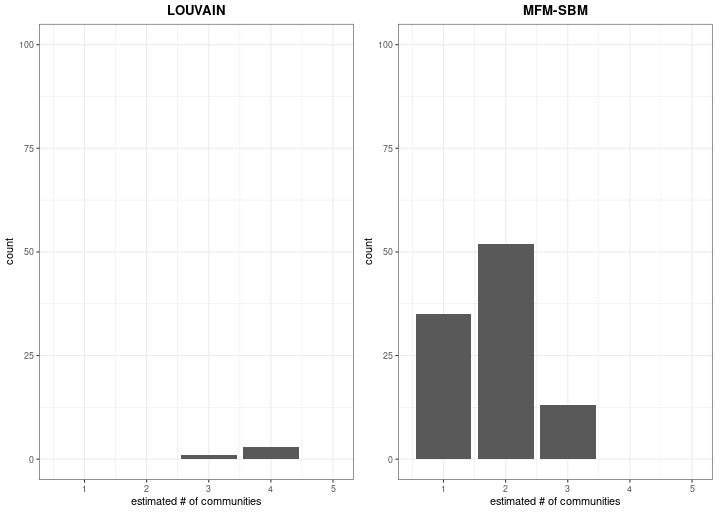 LOUVAIN
100
75
50
25
0
count
1 2 3 4 5
estimated # of communities
MFM-SBM
100
75
50
25
0
count
1 2 3 4 5
estimated # of communities